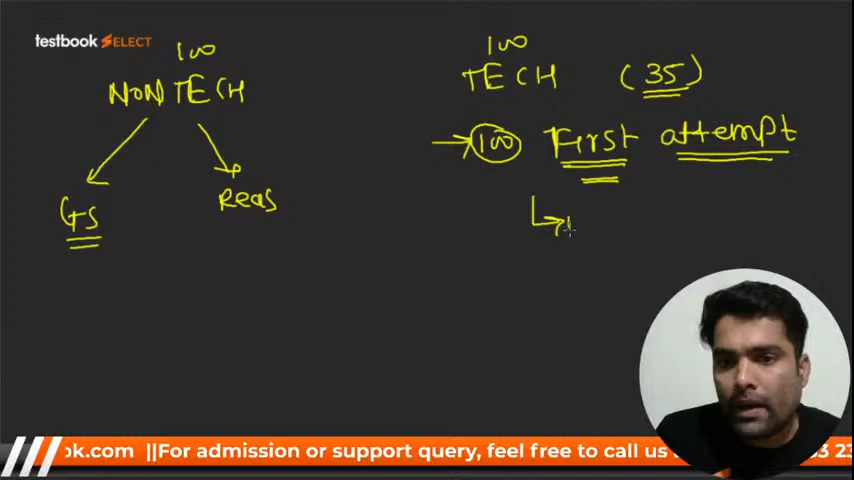 testbook SELECT
100
NON TECH
GS
Reas
100
TECH (35)
→ 100 First attempt
ok.com ||For admission or support query, feel free to call us